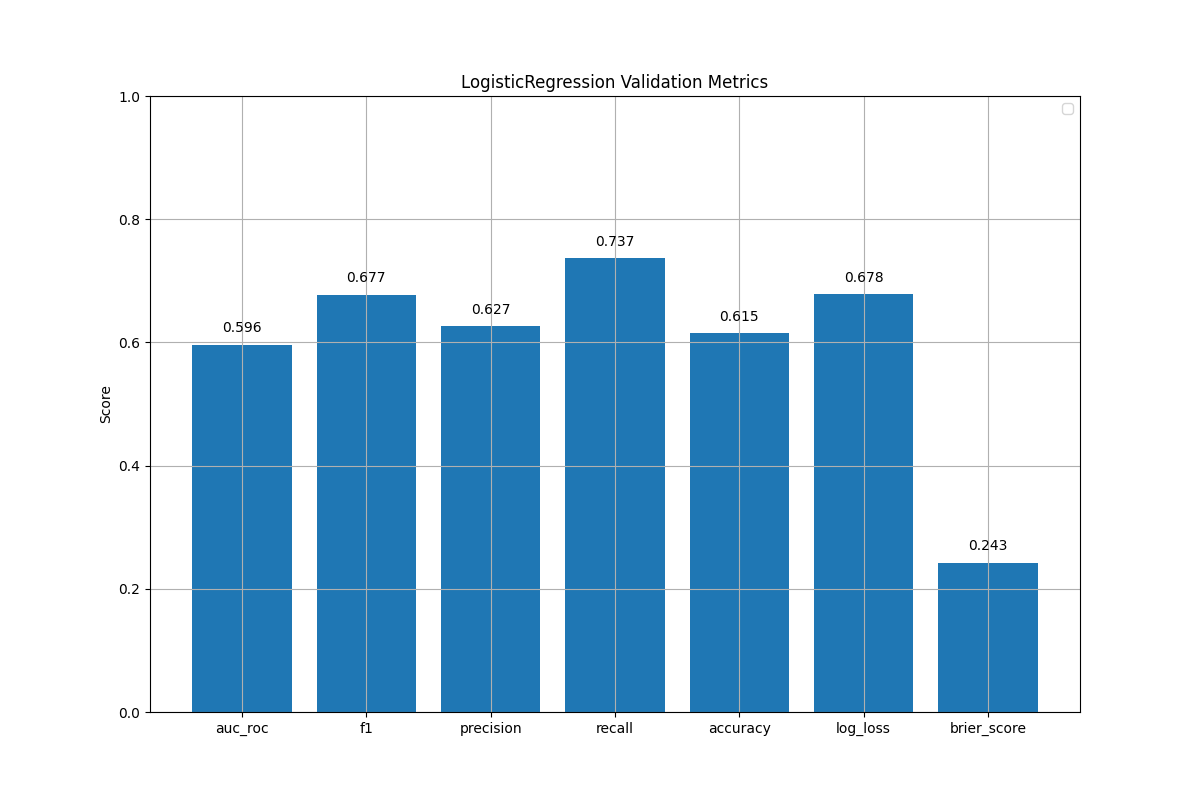 LogisticRegression Validation Metrics
1.0
0.8
0.6
0.4
0.2
0.0
Score
0.596
0.677
0.627
0.737
0.615
0.678
0.243
auc_roc
f1
precision
recall
accuracy
log_loss
brier_score